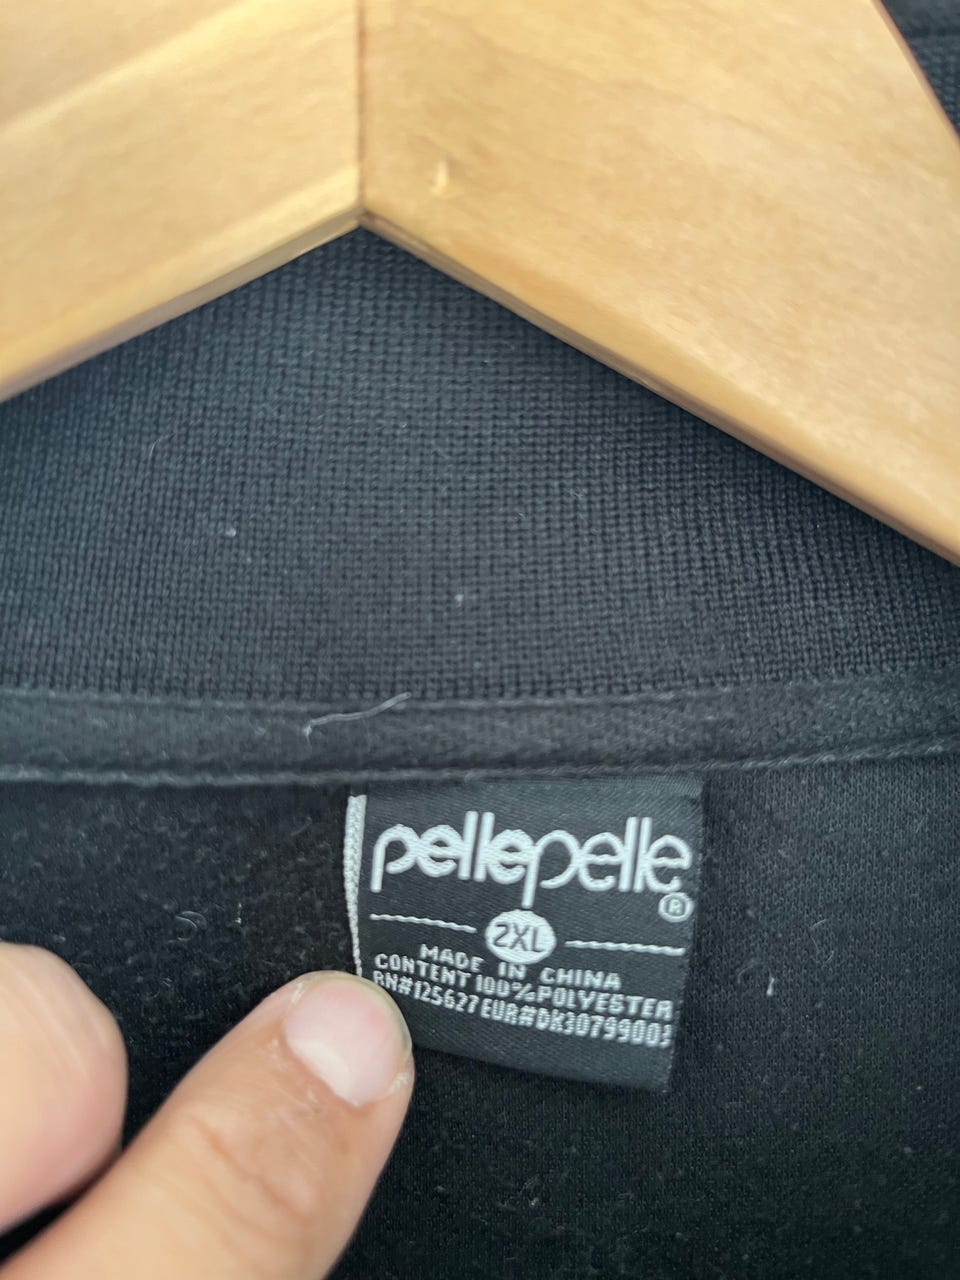 pellepelle
®
2XL
MADE IN CHINA
CONTENT 100% POLYESTER
RN#125627 EUR#DK30799003